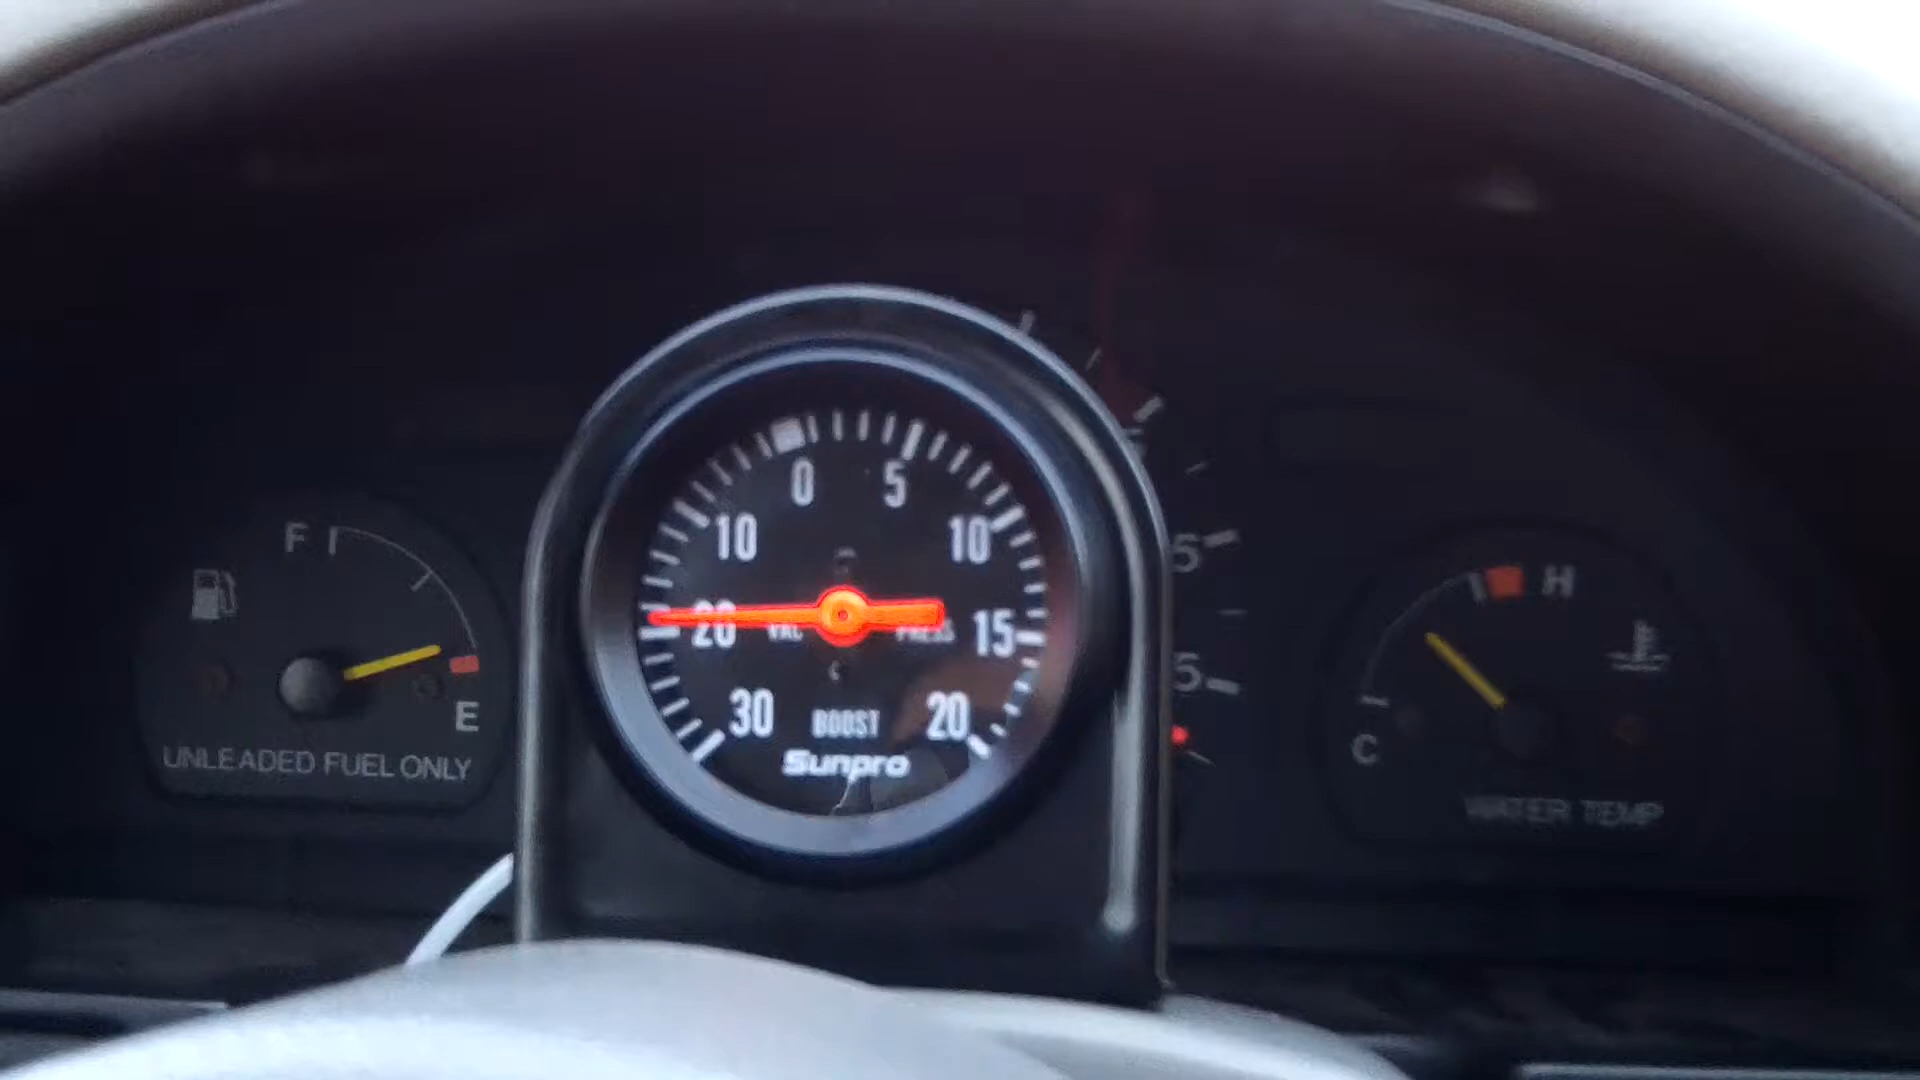 0 5
10 10
20 VAC PRESS 15
30 BOOST 20
Sunpro
F
E
UNLEADED FUEL ONLY
5
5
H
C
WATER TEMP